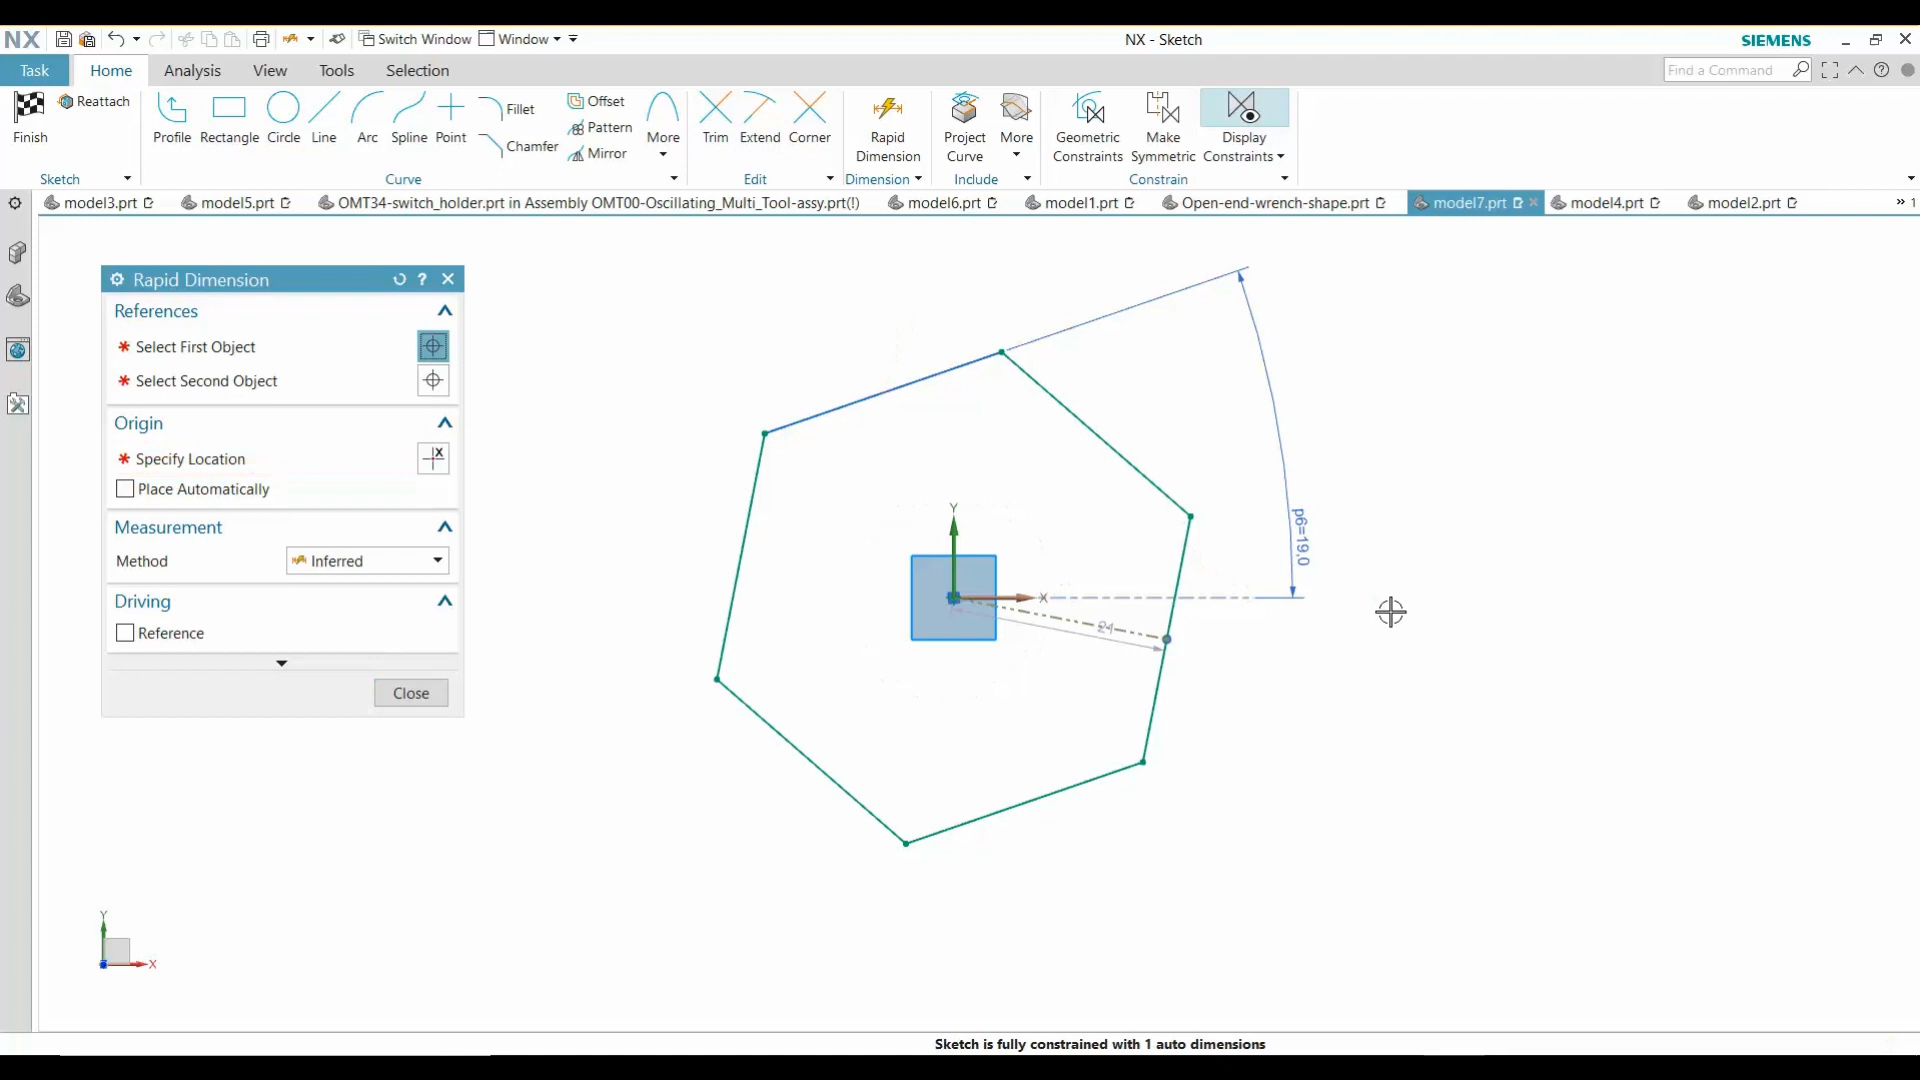 NX
Switch Window
Window
NX - Sketch
SIEMENS
Task
Home
Analysis
View
Tools
Selection
Find a Command
Finish
Reattach
Sketch
Profile
Rectangle
Circle
Line
Arc
Spline
Point
Fillet
Chamfer
Offset
Pattern
Mirror
More
Curve
Trim
Extend
Corner
Edit
Rapid
Dimension
Dimension
Project
Curve
More
Include
Geometric
Constraints
Make
Symmetric
Display
Constraints
Constrain
model3.prt
model5.prt
OMT34-switch_holder.prt in Assembly OMT00-Oscillating_Multi_Tool-assy.prt(!)
model6.prt
model1.prt
Open-end-wrench-shape.prt
model7.prt
model4.prt
model2.prt
» 1
Rapid Dimension
References
* Select First Object
* Select Second Object
Origin
* Specify Location
Place Automatically
Measurement
Method
Inferred
Driving
Reference
Close
p6=19,0
Y
X
21
Y
X
Sketch is fully constrained with 1 auto dimensions